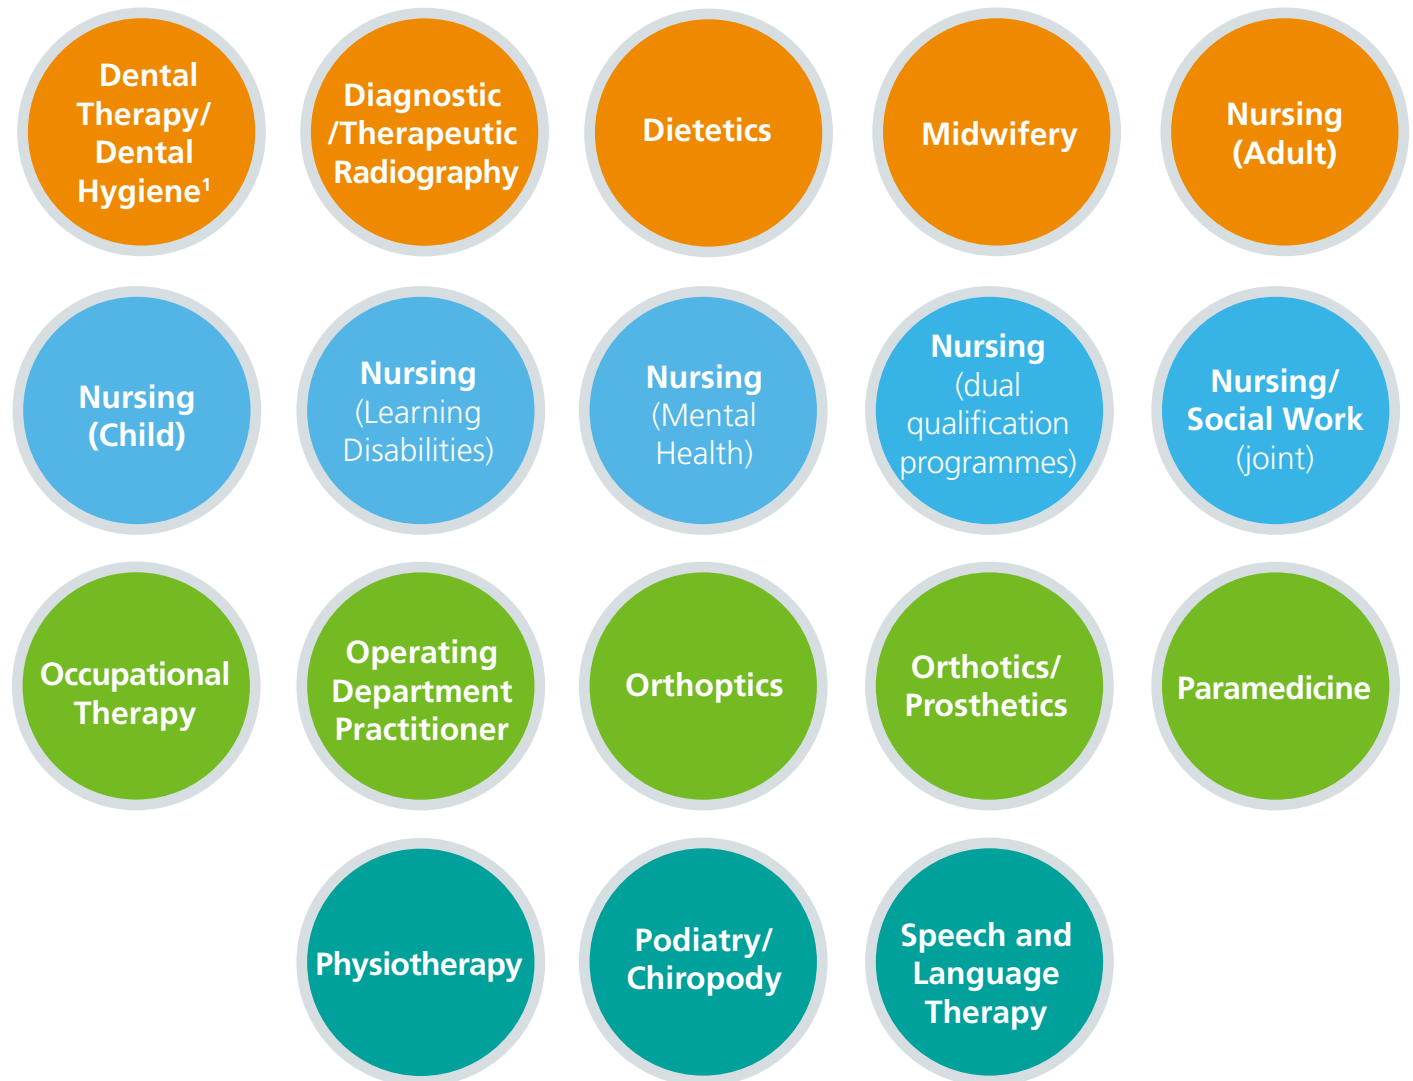 Dental
Therapy/
Dental
Hygiene¹
Diagnostic
/Therapeutic
Radiography
Dietetics
Midwifery
Nursing
(Adult)
Nursing
(Child)
Nursing
(Learning
Disabilities)
Nursing
(Mental
Health)
Nursing
(dual
qualification
programmes)
Nursing/
Social Work
(joint)
Occupational
Therapy
Operating
Department
Practitioner
Orthoptics
Orthotics/
Prosthetics
Paramedicine
Physiotherapy
Podiatry/
Chiropody
Speech and
Language
Therapy